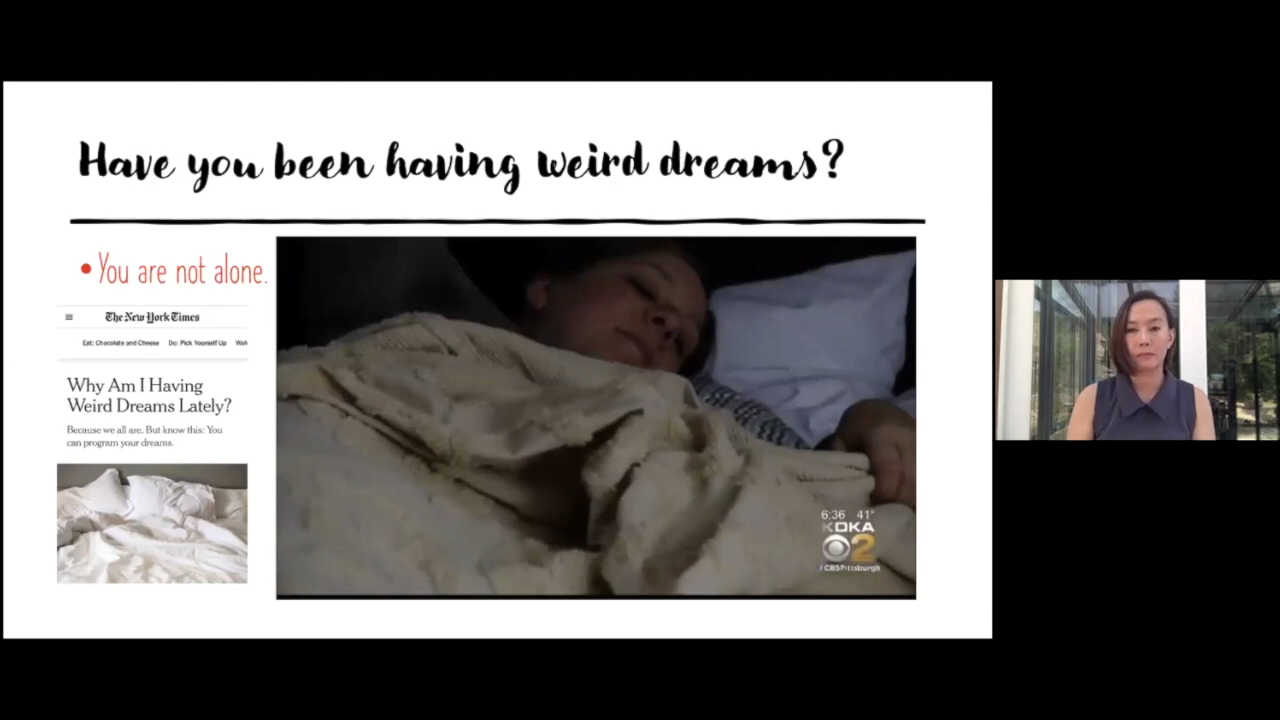 Have you been having weird dreams?
• You are not alone.
The New York Times
Eat: Chocolate and Cheese Do: Pick Yourself Up Wat
Why Am I Having
Weird Dreams Lately?
Because we all are. But know this: You
can program your dreams.
6:36 41°
KDKA
2
CBSPittsburgh